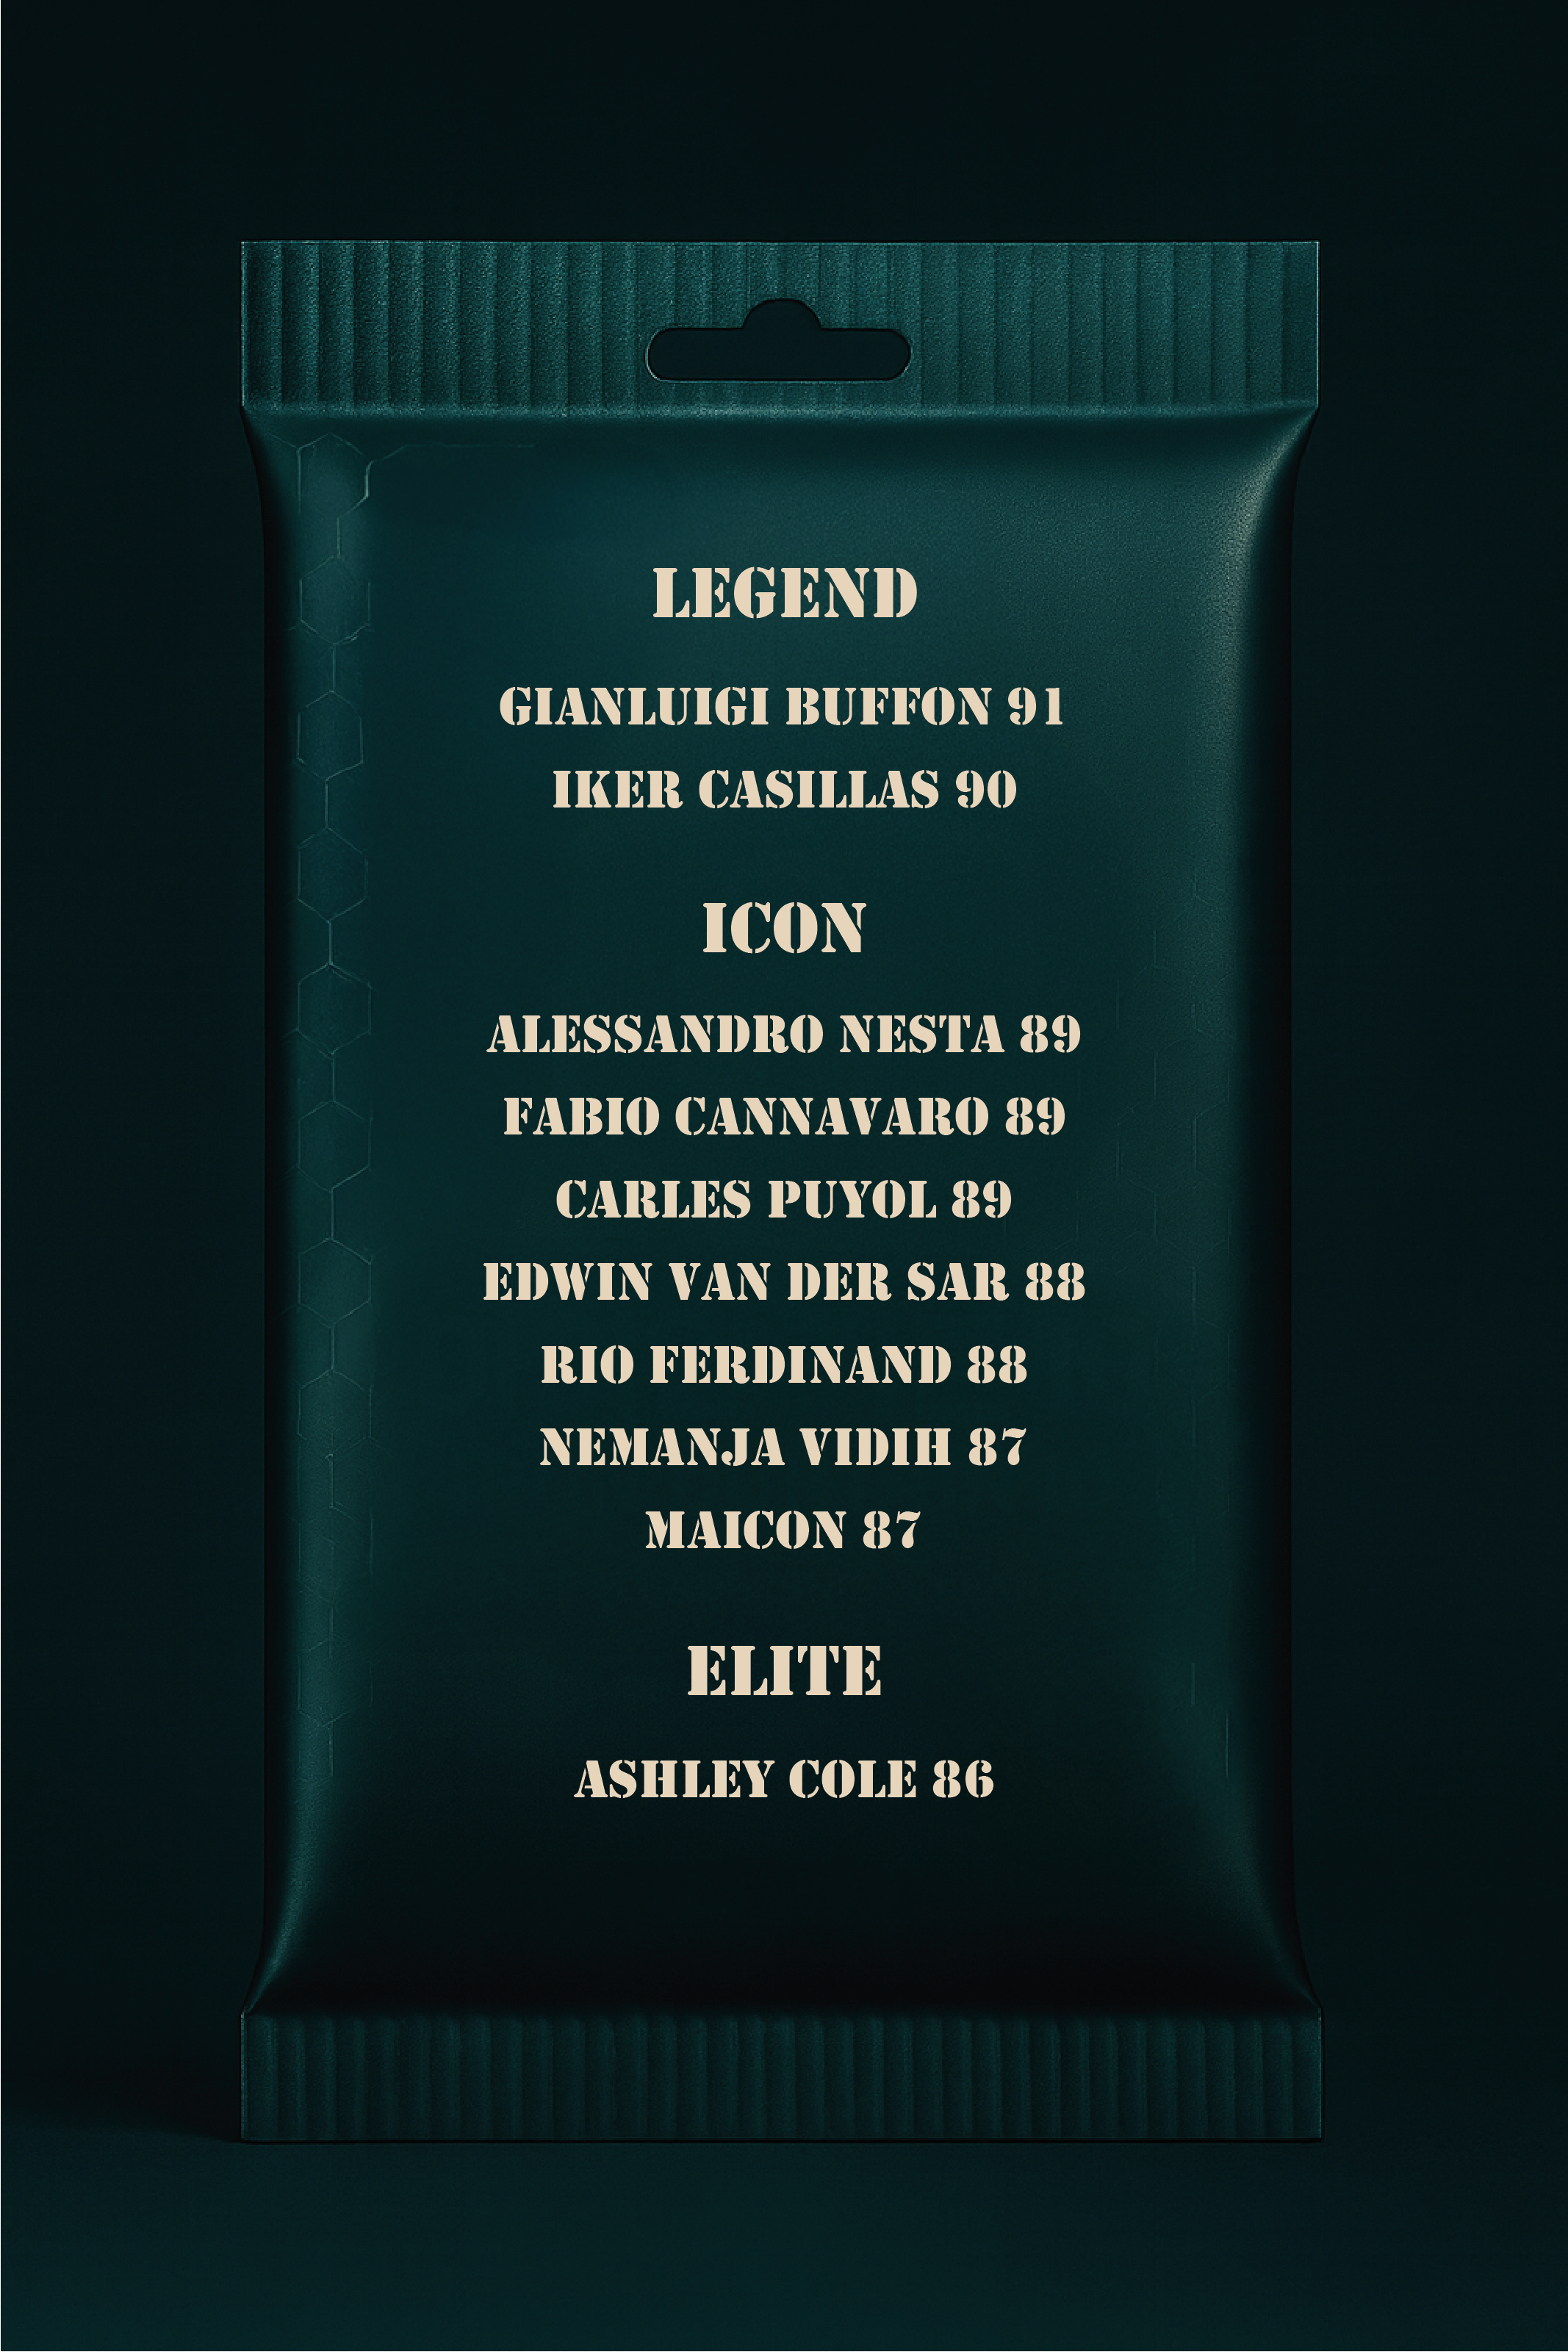 LEGEND
GIANLUIGI BUFFON 91
IKER CASILLAS 90
ICON
ALESSANDRO NESTA 89
FABIO CANNAVARO 89
CARLES PUYOL 89
EDWIN VAN DER SAR 88
RIO FERDINAND 88
NEMANJA VIDIH 87
MAICON 87
ELITE
ASHLEY COLE 86